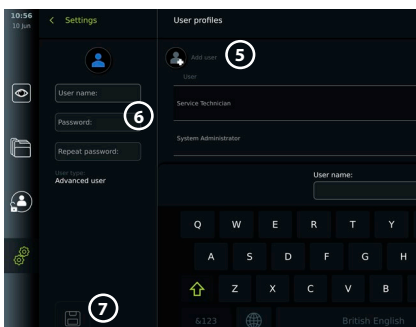 10:56
10 Jun
< Settings
User profiles
Add user
5
User
User name:
Service Technician
Password:
6
System Administrator
Repeat password:
User type:
Advanced user
User name:
Q W E R T Y
A S D F G H
Z X C V B
7
&123
British English